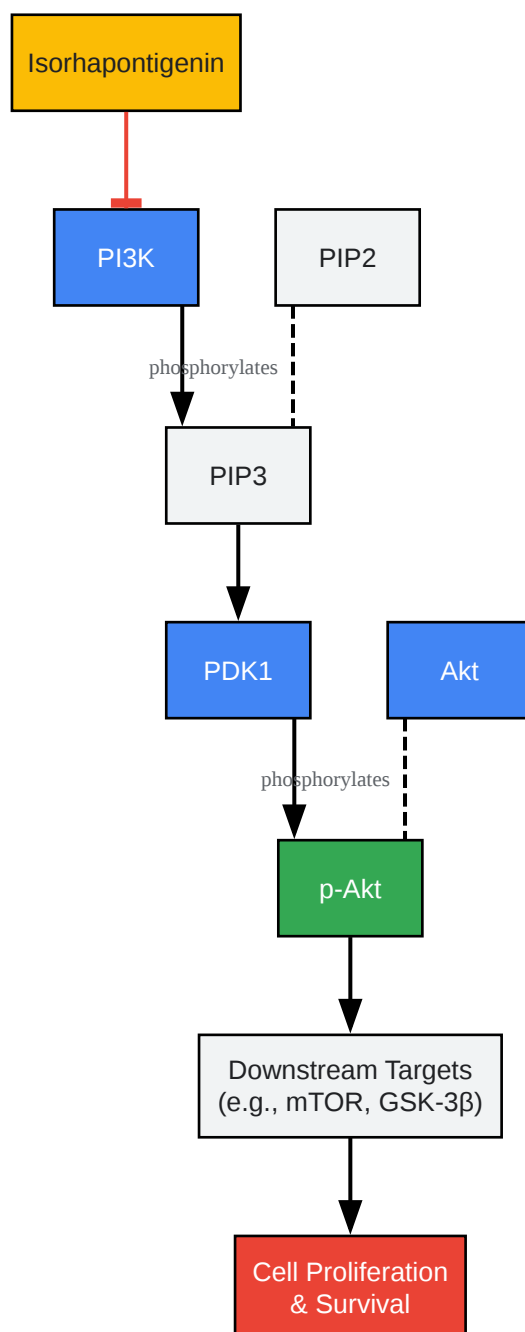 Isorhapontigenin
PI3K
PIP2
phosphorylates
PIP3
PDK1
Akt
phosphorylates
p-Akt
Downstream Targets
(e.g., mTOR, GSK-3β)
Cell Proliferation
& Survival